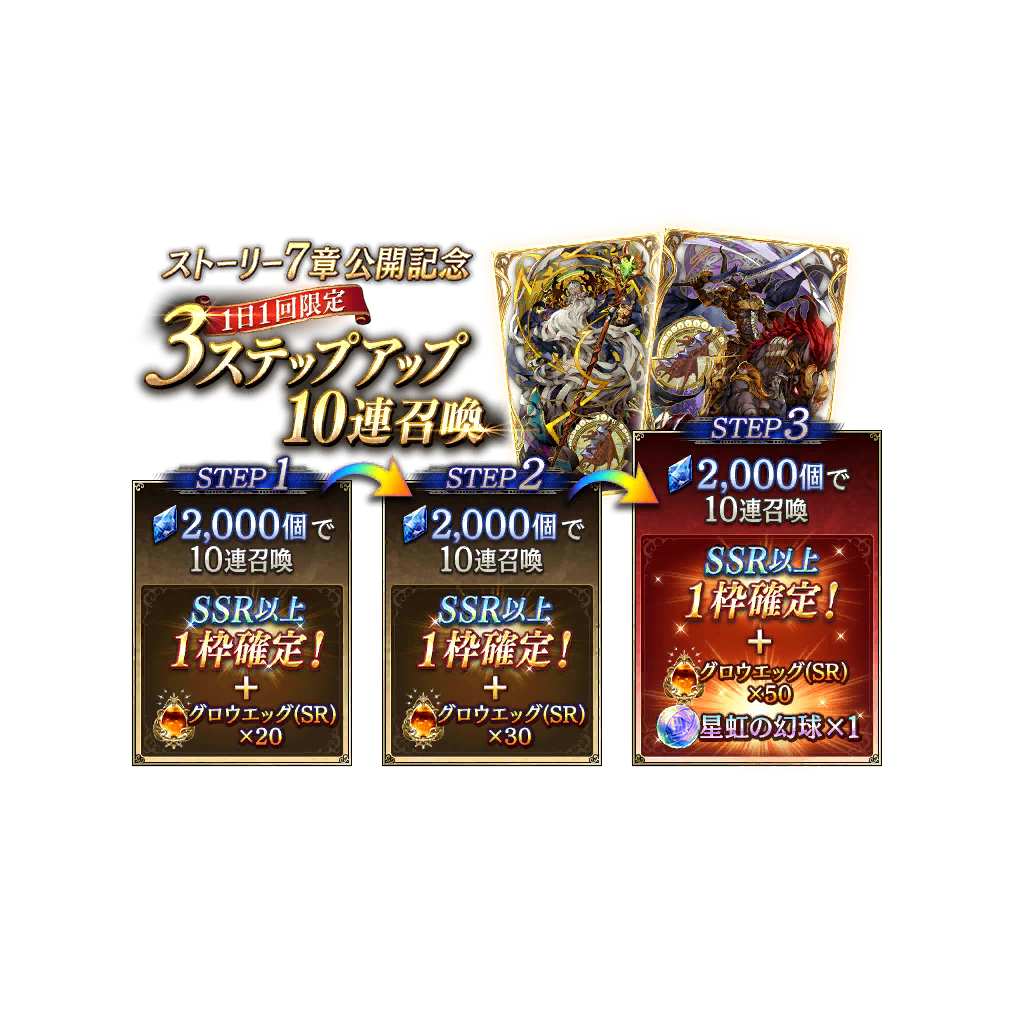 ストーリー7章 公開記念
1日1回限定
3ステップアップ
10連召喚
STEP 1
2,000個で
10連召喚
SSR以上
1枠確定!
+
グロウエッグ(SR)
×20
STEP 2
2,000個で
10連召喚
SSR以上
1枠確定!
+
グロウエッグ(SR)
×30
STEP 3
2,000個で
10連召喚
SSR以上
1枠確定!
+
グロウエッグ(SR)
×50
星虹の幻球×1